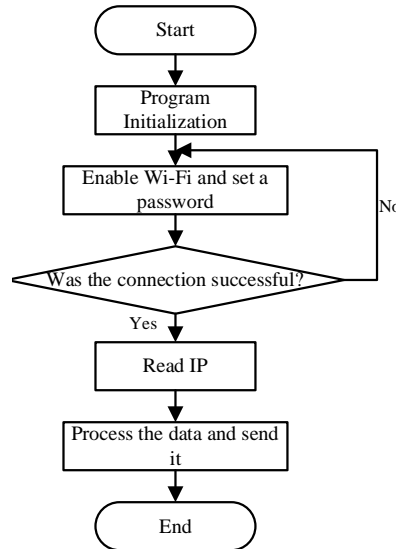 Start
Program
Initialization
Enable Wi-Fi and set a
password
No
Was the connection successful?
Yes
Read IP
Process the data and send
it
End